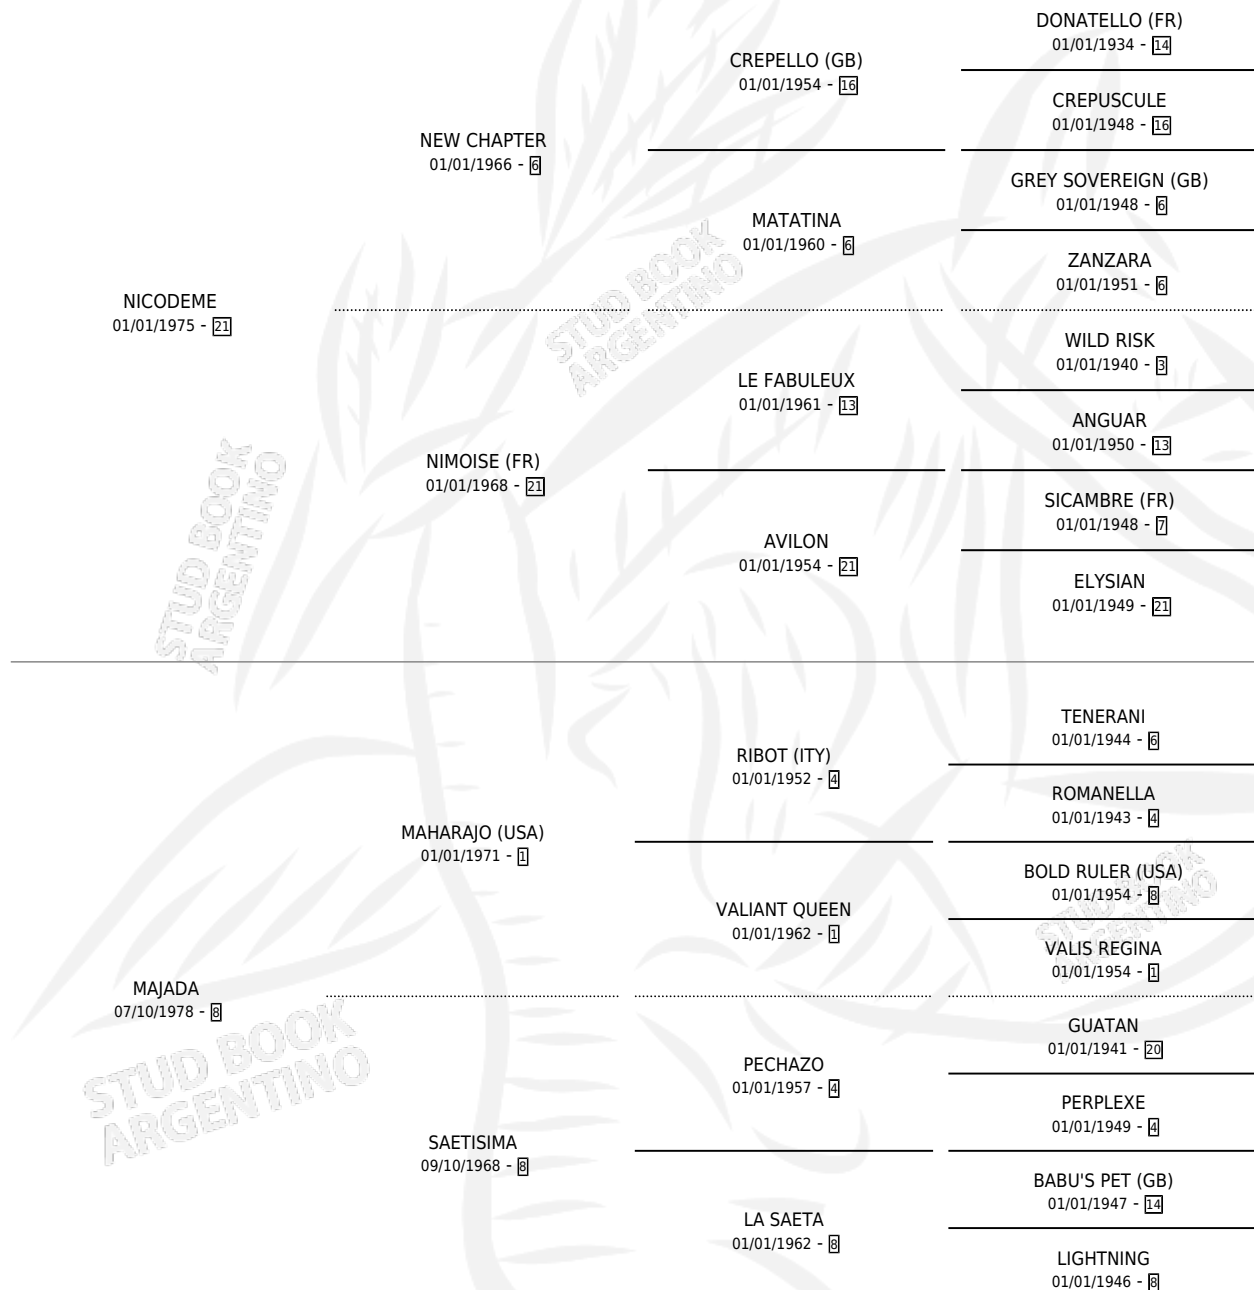 DONATELLO (FR)
01/01/1934 - 14
CREPELLO (GB)
01/01/1954 - 16
CREPUSCULE
01/01/1948 - 16
NEW CHAPTER
01/01/1966 - 6
GREY SOVEREIGN (GB)
01/01/1948 - 6
MATATINA
01/01/1960 - 6
ZANZARA
01/01/1951 - 6
NICODEME
01/01/1975 - 21
WILD RISK
01/01/1940 - 3
LE FABULEUX
01/01/1961 - 13
ANGUAR
01/01/1950 - 13
NIMOISE (FR)
01/01/1968 - 21
SICAMBRE (FR)
01/01/1948 - 7
AVILON
01/01/1954 - 21
ELYSIAN
01/01/1949 - 21
TENERANI
01/01/1944 - 6
RIBOT (ITY)
01/01/1952 - 4
ROMANELLA
01/01/1943 - 4
MAHARAJO (USA)
01/01/1971 - 1
BOLD RULER (USA)
01/01/1954 - 8
VALIANT QUEEN
01/01/1962 - 1
VALIS REGINA
01/01/1954 - 1
MAJADA
07/10/1978 - 8
GUATAN
01/01/1941 - 20
PECHAZO
01/01/1957 - 4
PERPLEXE
01/01/1949 - 4
SAETISIMA
09/10/1968 - 8
BABU'S PET (GB)
01/01/1947 - 14
LA SAETA
01/01/1962 - 8
LIGHTNING
01/01/1946 - 8
STUD BOOK
ARGENTINO
STUD BOOK
ARGENTINO
STUD BOOK
ARGENTINO
STUD BOOK
ARGENTINO